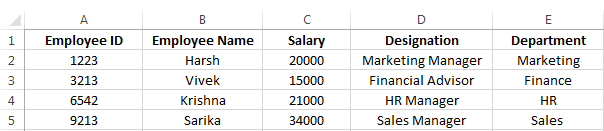 A B C D E
1 Employee ID Employee Name Salary Designation Department
2 1223 Harsh 20000 Marketing Manager Marketing
3 3213 Vivek 15000 Financial Advisor Finance
4 6542 Krishna 21000 HR Manager HR
5 9213 Sarika 34000 Sales Manager Sales